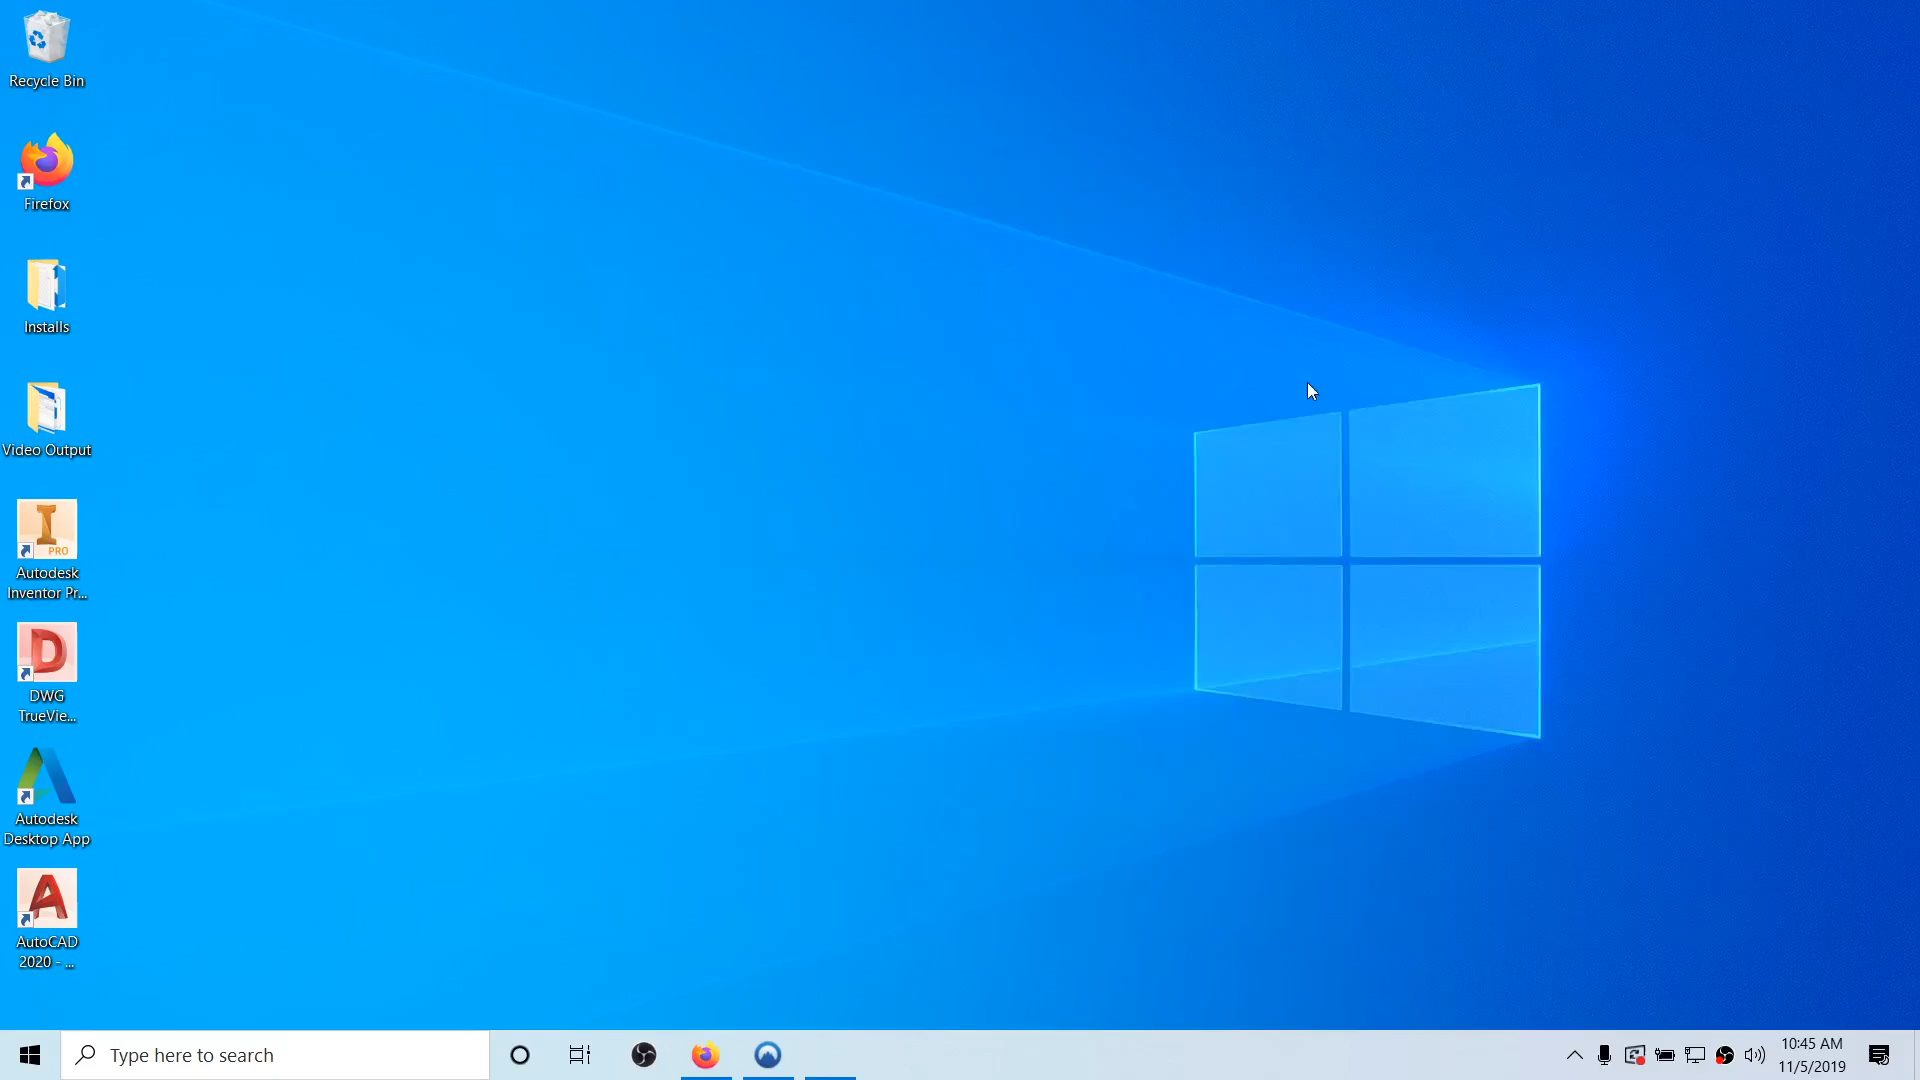 Recycle Bin
Firefox
Installs
Video Output
PRO
Autodesk
Inventor Pr...
DWG
TrueVie...
Autodesk
Desktop App
AutoCAD
2020 - ...
Type here to search
10:45 AM
11/5/2019